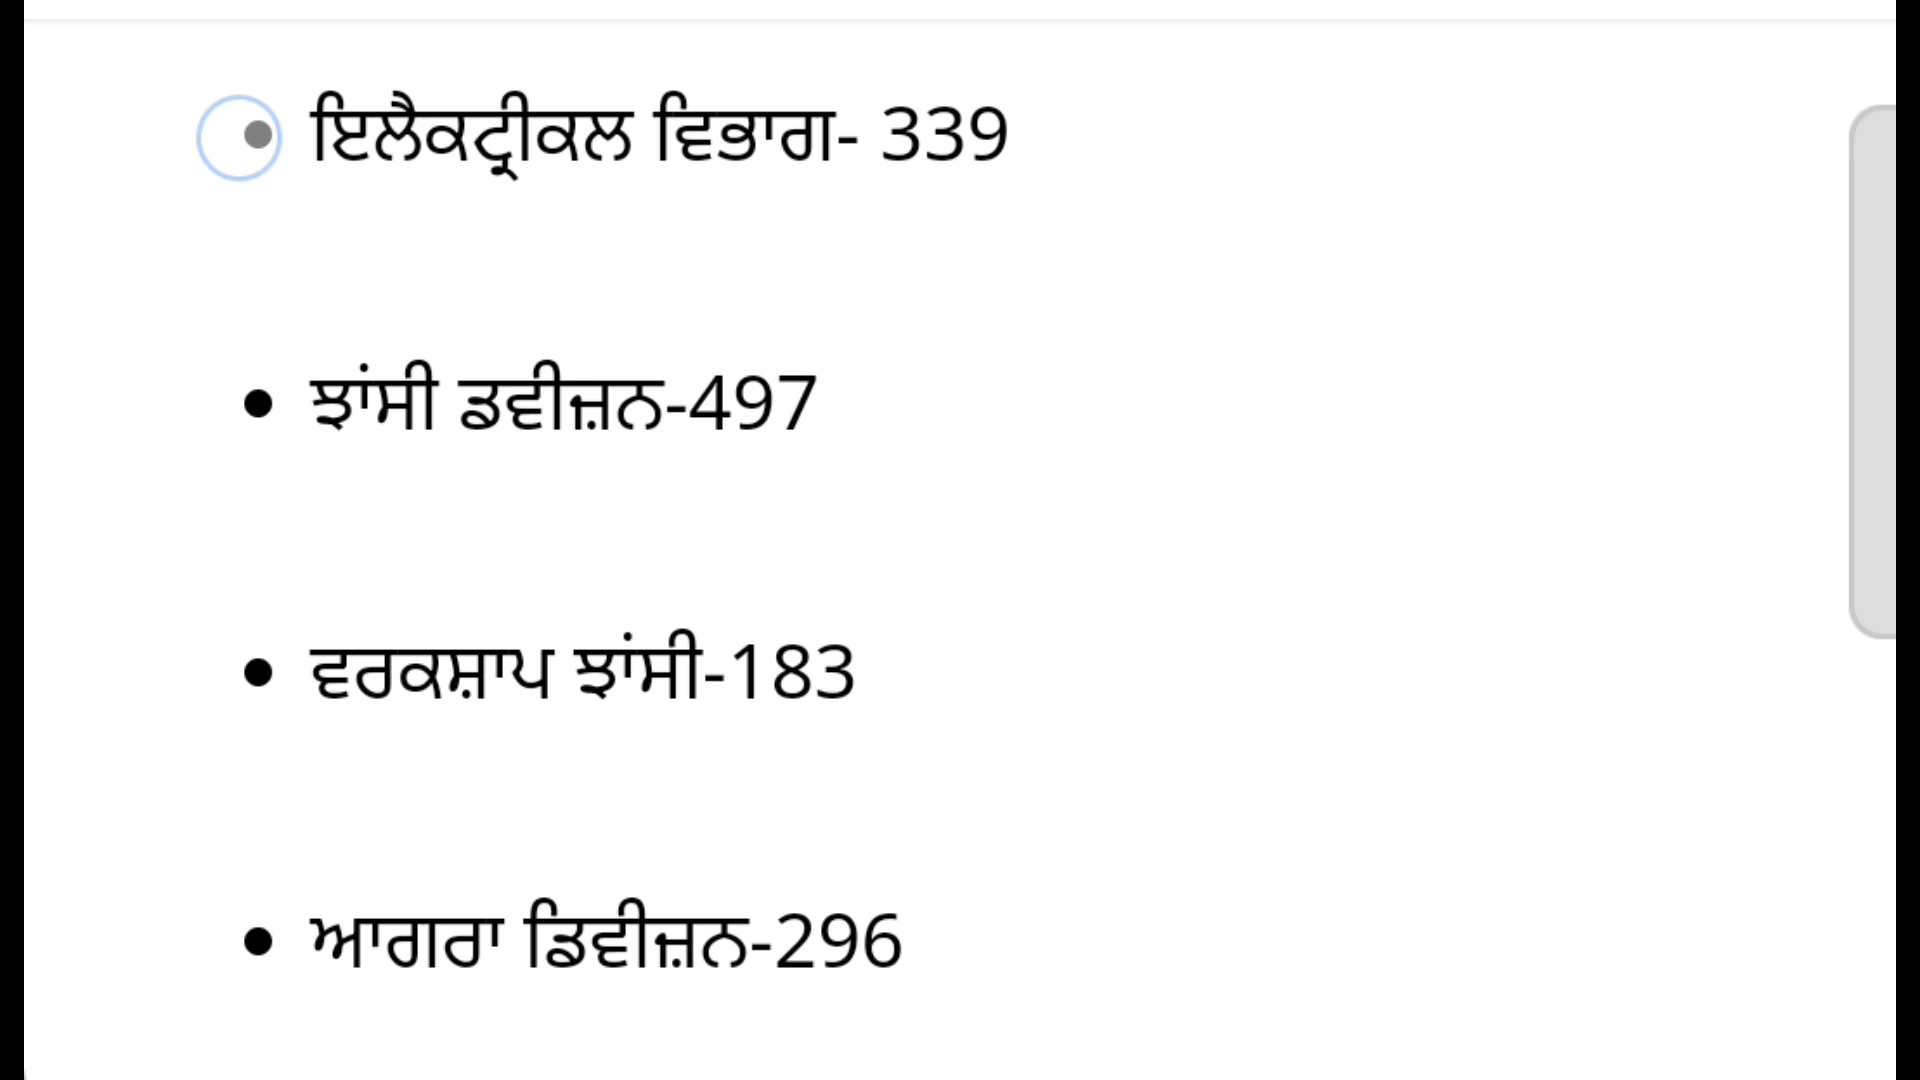 • ਇਲੈਕਟ੍ਰੀਕਲ ਵਿਭਾਗ- 339
• ਝਾਂਸੀ ਡਵੀਜ਼ਨ-497
• ਵਰਕਸ਼ਾਪ ਝਾਂਸੀ-183
• ਆਗਰਾ ਡਿਵੀਜ਼ਨ-296